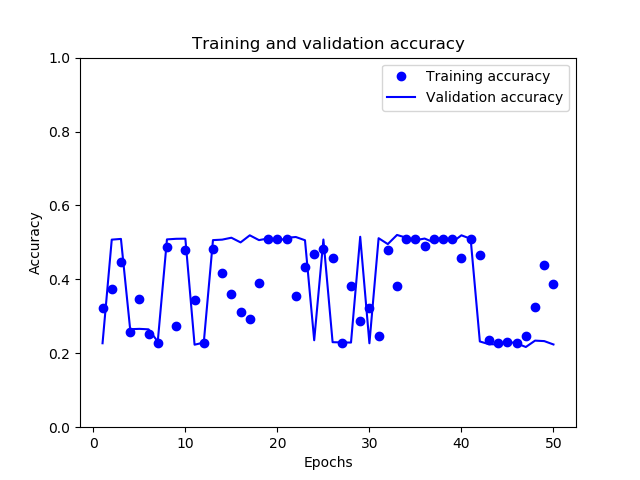 Training and validation accuracy
Training accuracy
Validation accuracy
1.0
0.8
0.6
0.4
0.2
0.0
Accuracy
0 10 20 30 40 50
Epochs